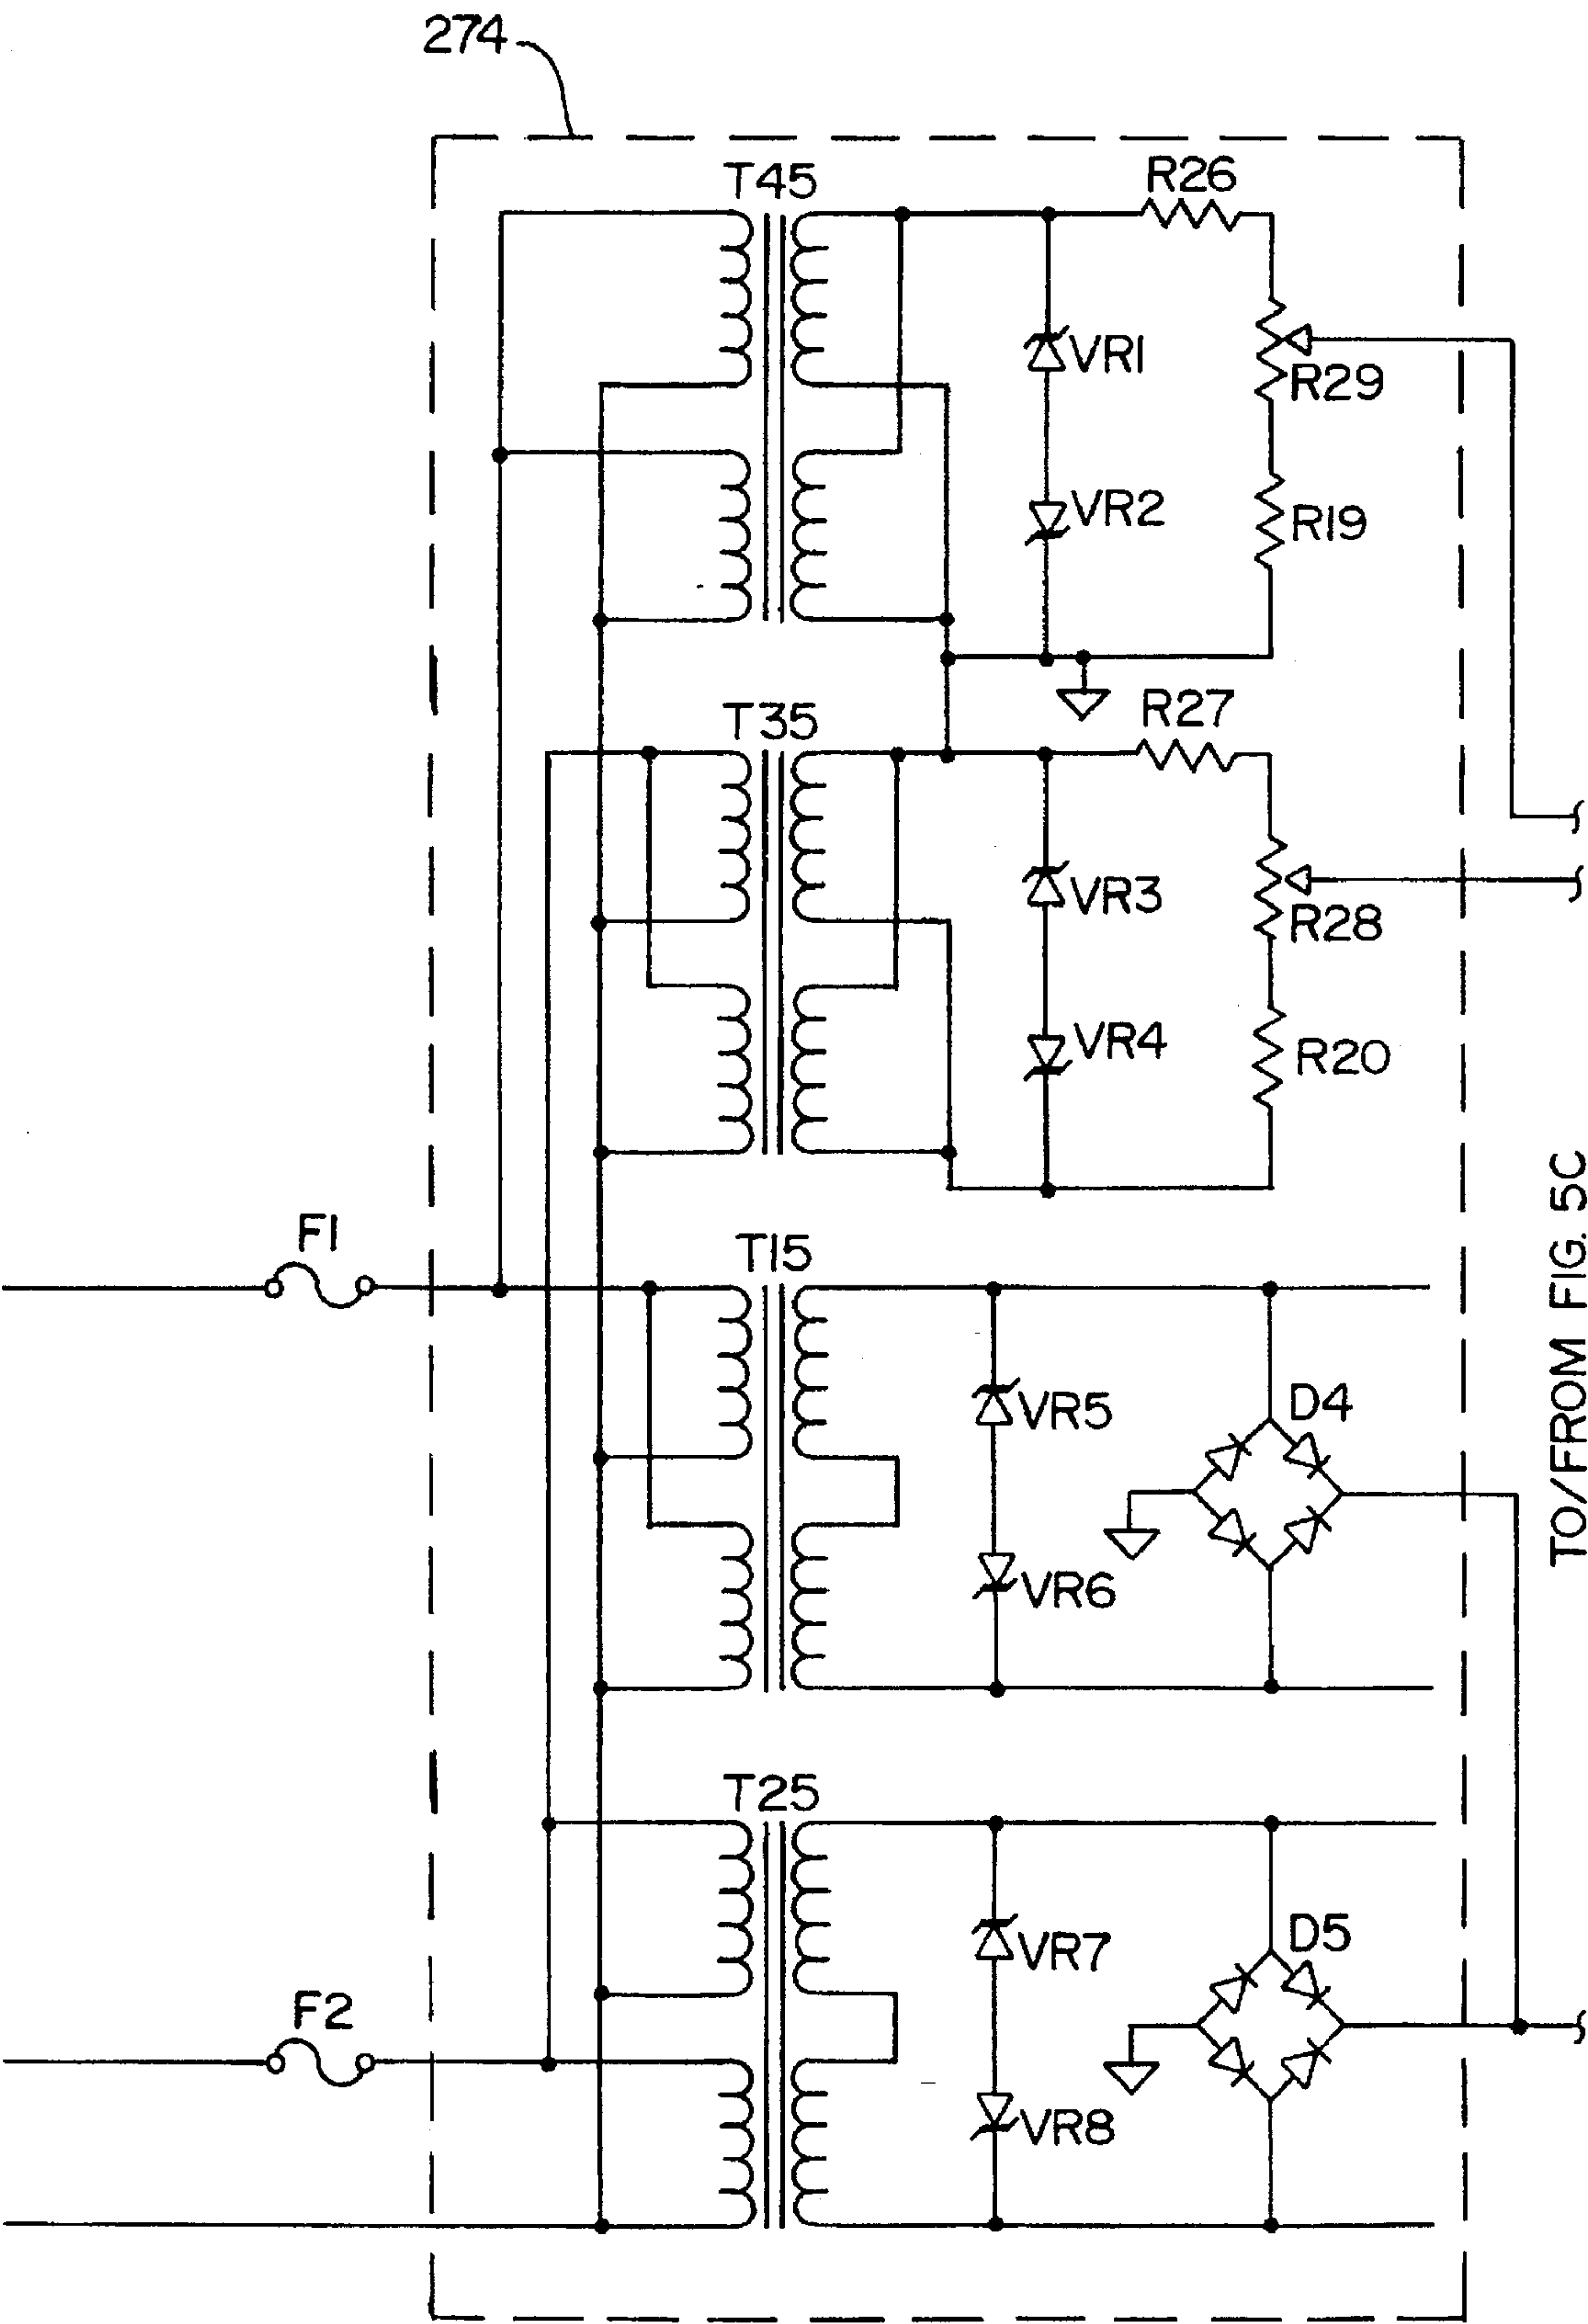 274
T45
R26
VR1
R29
VR2
R19
T35
R27
VR3
R28
VR4
R20
F1
T15
VR5
D4
VR6
TO/FROM FIG. 5C
T25
VR7
D5
F2
VR8